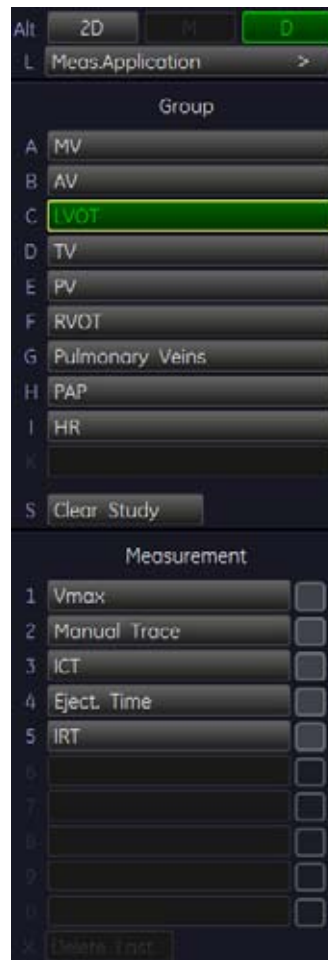 Alt 2D M D
L Meas.Application >
Group
A MV
B AV
C LVOT
D TV
E PV
F RVOT
G Pulmonary Veins
H PAP
I HR
K
S Clear Study
Measurement
1 Vmax
2 Manual Trace
3 ICT
4 Eject. Time
5 IRT
6
7
8
9
0
X Delete Last